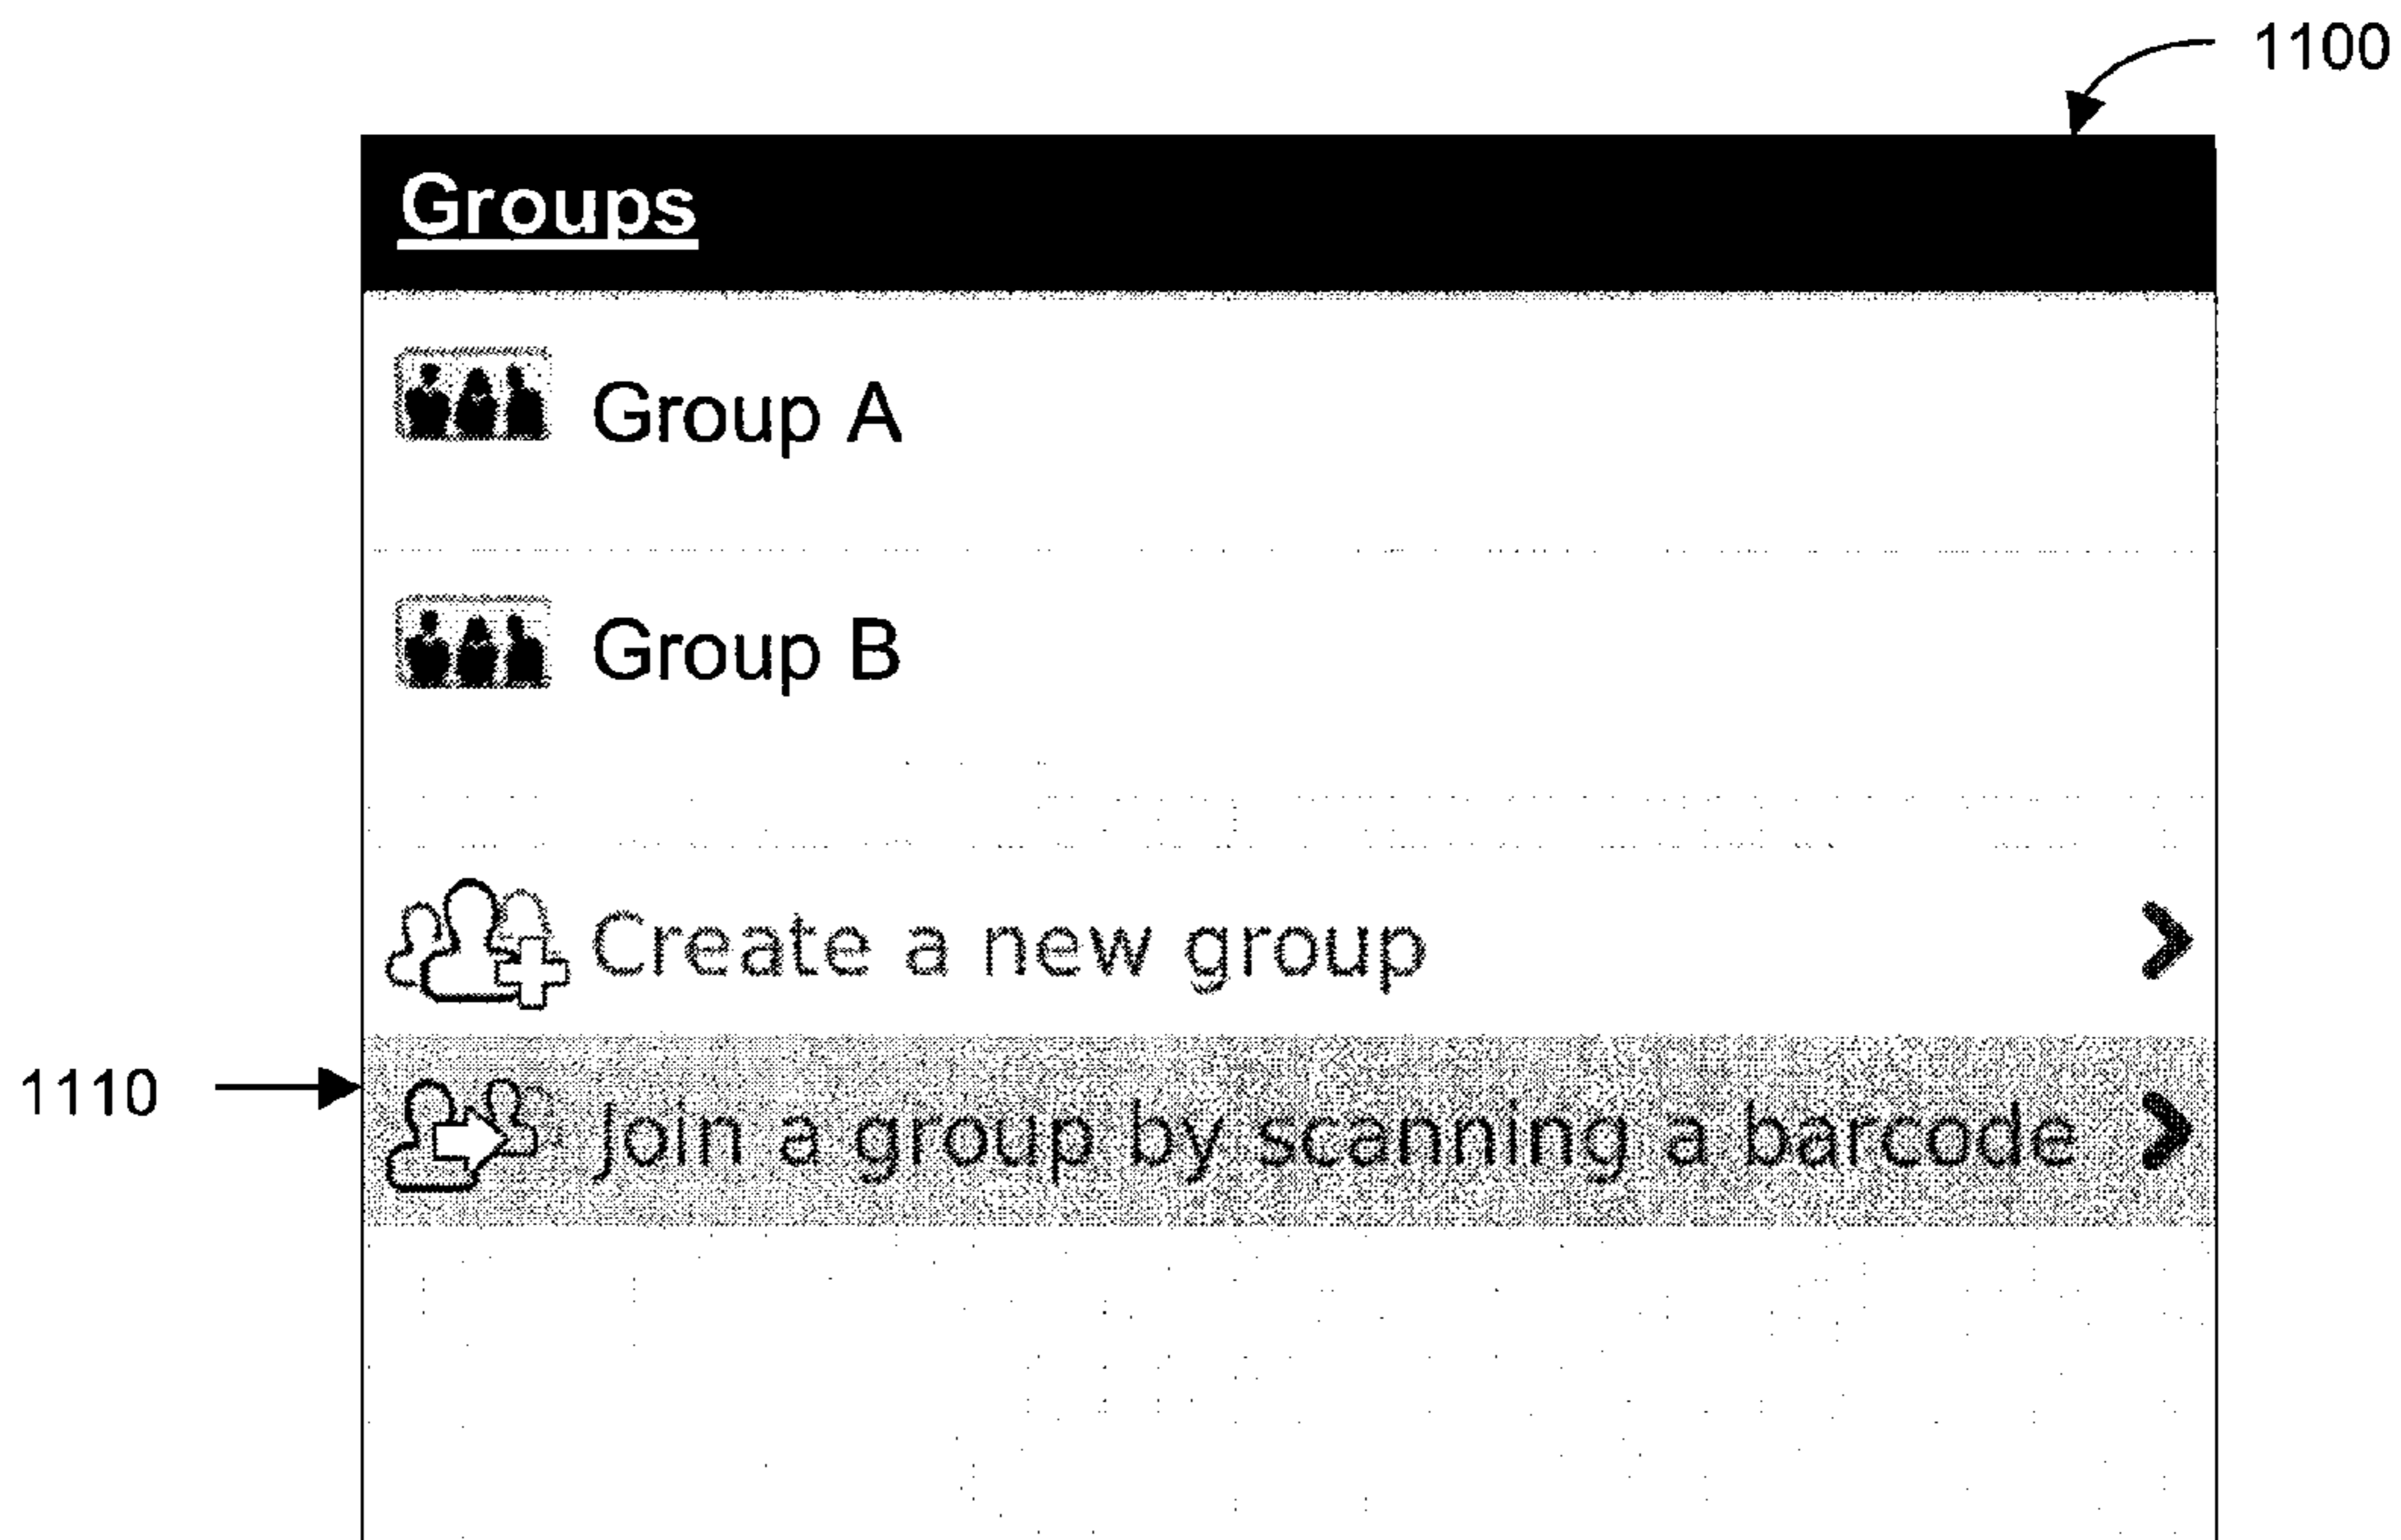 1100
Groups
Group A
Group B
Create a new group
1110
Join a group by scanning a barcode